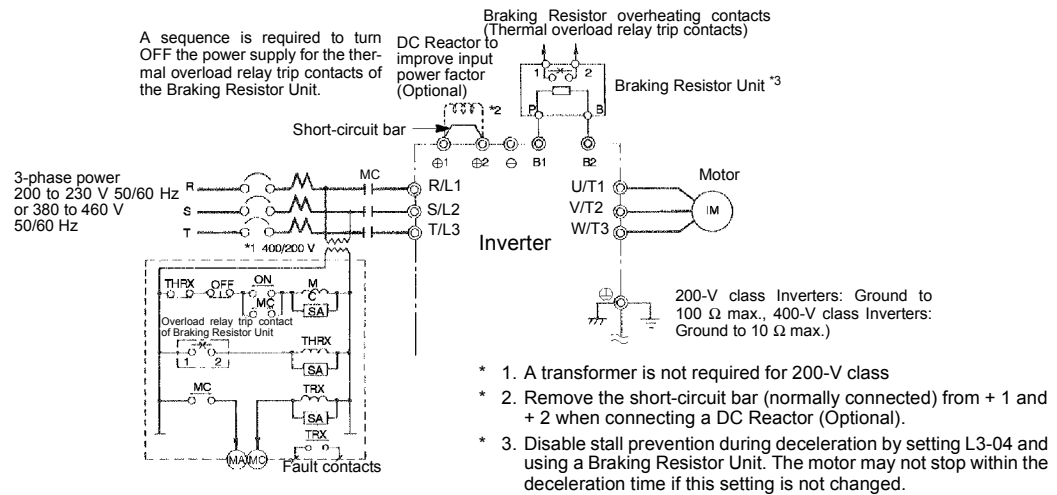 A sequence is required to turn
OFF the power supply for the ther-
mal overload relay trip contacts of
the Braking Resistor Unit.
DC Reactor to
improve input
power factor
(Optional)
Braking Resistor overheating contacts
(Thermal overload relay trip contacts)
1 2
Braking Resistor Unit *3
P B
*2
Short-circuit bar
⊕1 ⊕2 ⊖ B1 B2
3-phase power
200 to 230 V 50/60 Hz
or 380 to 460 V
50/60 Hz
R
S
T
MC
R/L1
S/L2
T/L3
Inverter
U/T1
V/T2
W/T3
Motor
IM
*1 400/200 V
THRX OFF ON
MC
MC
SA
Overload relay trip contact
of Braking Resistor Unit
1 2
THRX
SA
MC
TRX
SA
TRX
MA MC
Fault contacts
200-V class Inverters: Ground to
100 Ω max., 400-V class Inverters:
Ground to 10 Ω max.)
* 1. A transformer is not required for 200-V class
* 2. Remove the short-circuit bar (normally connected) from + 1 and
+ 2 when connecting a DC Reactor (Optional).
* 3. Disable stall prevention during deceleration by setting L3-04 and
using a Braking Resistor Unit. The motor may not stop within the
deceleration time if this setting is not changed.